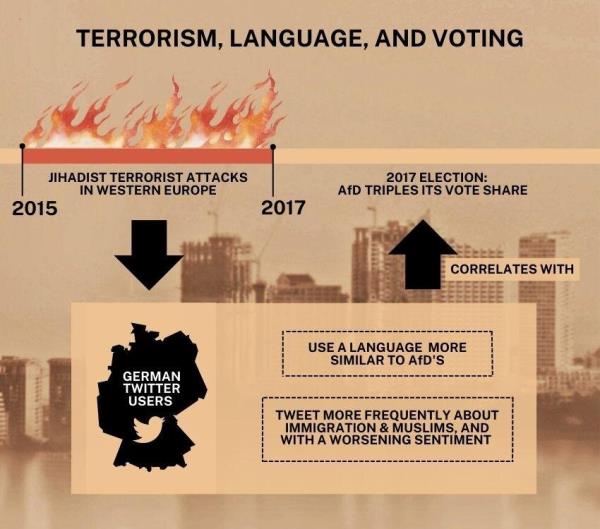 TERRORISM, LANGUAGE, AND VOTING
JIHADIST TERRORIST ATTACKS
IN WESTERN EUROPE
2015
2017
2017 ELECTION:
AfD TRIPLES ITS VOTE SHARE
CORRELATES WITH
GERMAN
TWITTER
USERS
USE A LANGUAGE MORE
SIMILAR TO AfD'S
TWEET MORE FREQUENTLY ABOUT
IMMIGRATION & MUSLIMS, AND
WITH A WORSENING SENTIMENT